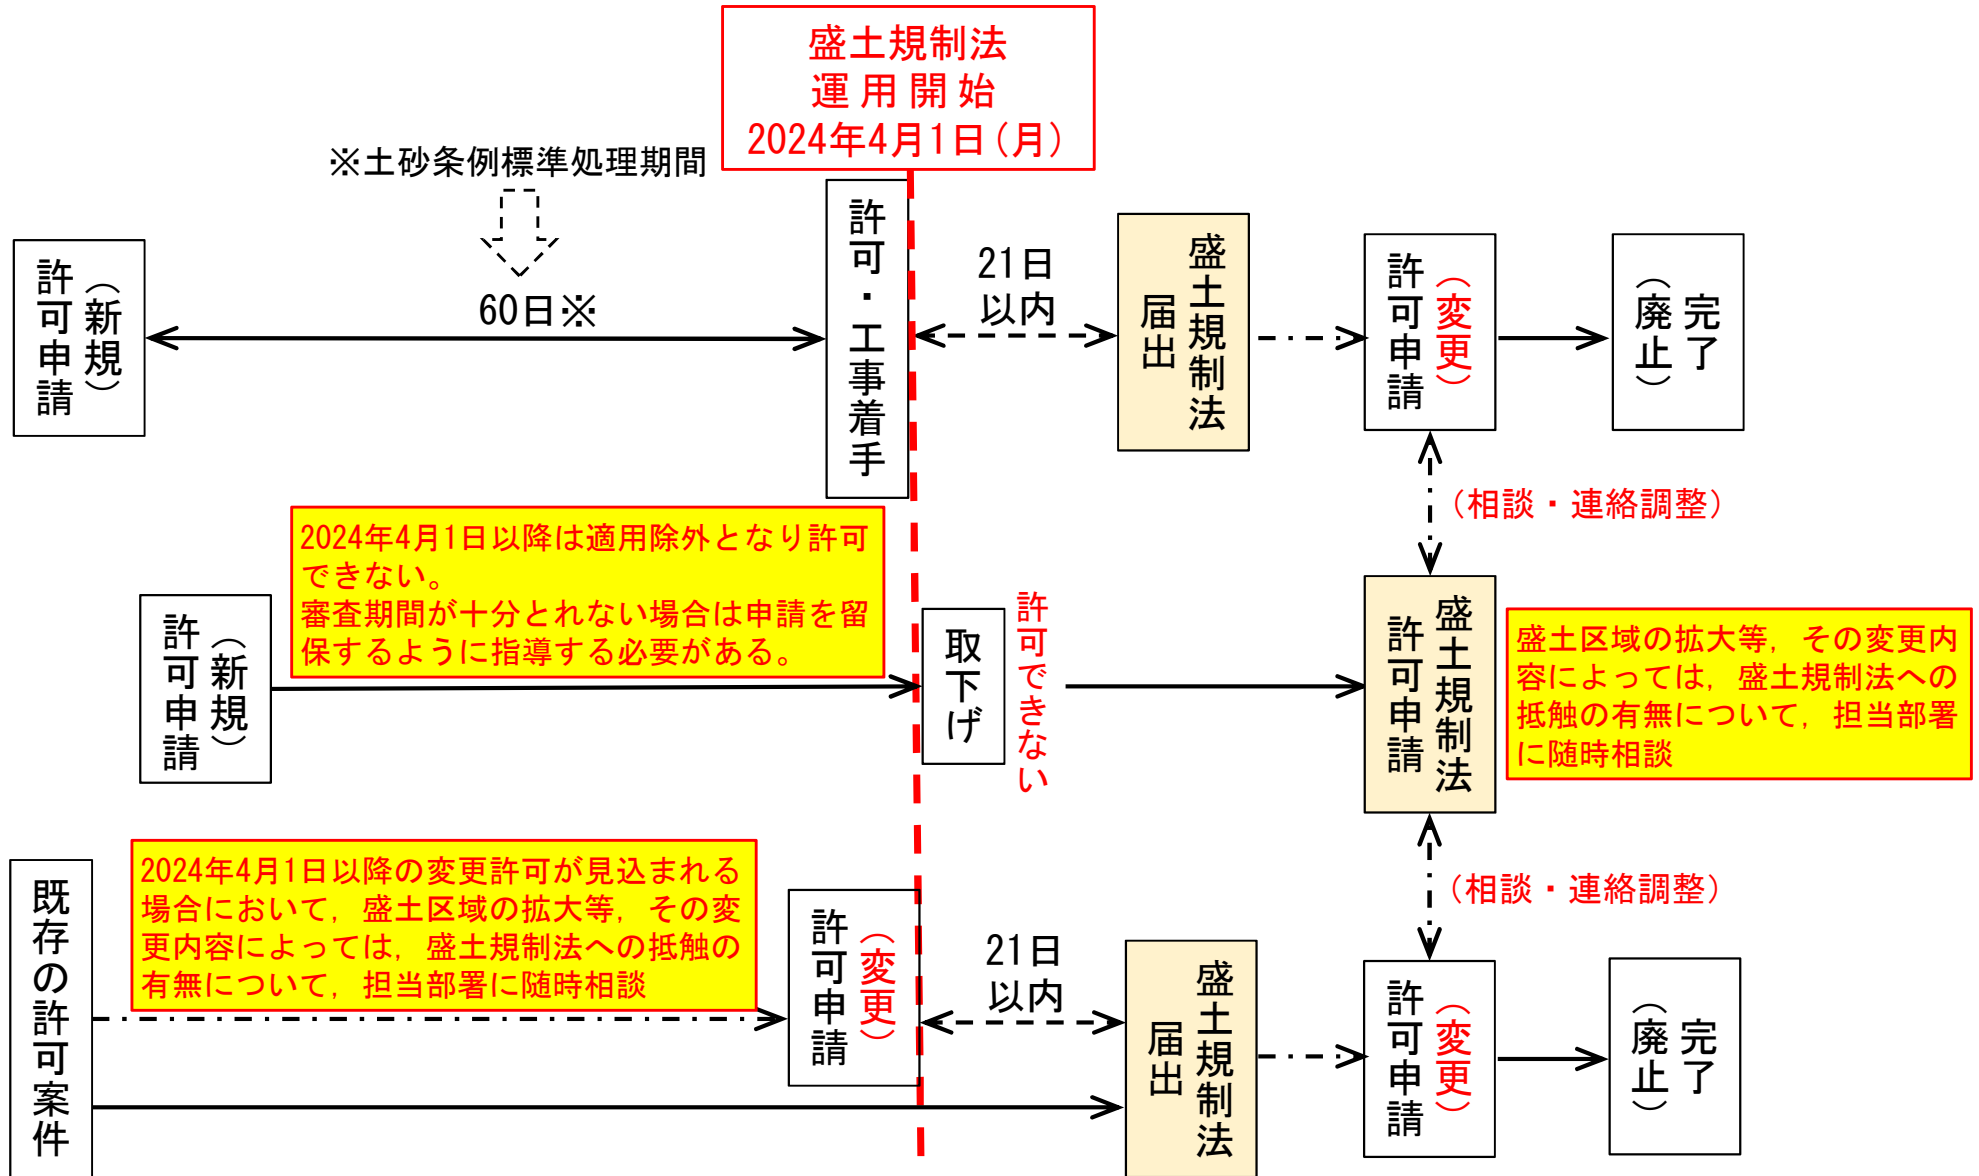 盛土規制法
運用開始
2024年4月1日(月)
※土砂条例標準処理期間
許可申請
(新規)
60日※
許可・工事着手
21日
以内
盛土規制法
届出
許可申請
(変更)
完了
(廃止)
(相談・連絡調整)
2024年4月1日以降は適用除外となり許可
できない。
審査期間が十分とれない場合は申請を留
保するように指導する必要がある。
許可申請
(新規)
取下げ
許可できない
盛土規制法
許可申請
盛土区域の拡大等，その変更内
容によっては，盛土規制法への
抵触の有無について，担当部署
に随時相談
(相談・連絡調整)
既存の許可案件
2024年4月1日以降の変更許可が見込まれる
場合において，盛土区域の拡大等，その変
更内容によっては，盛土規制法への抵触の
有無について，担当部署に随時相談
許可申請
(変更)
21日
以内
盛土規制法
届出
許可申請
(変更)
完了
(廃止)